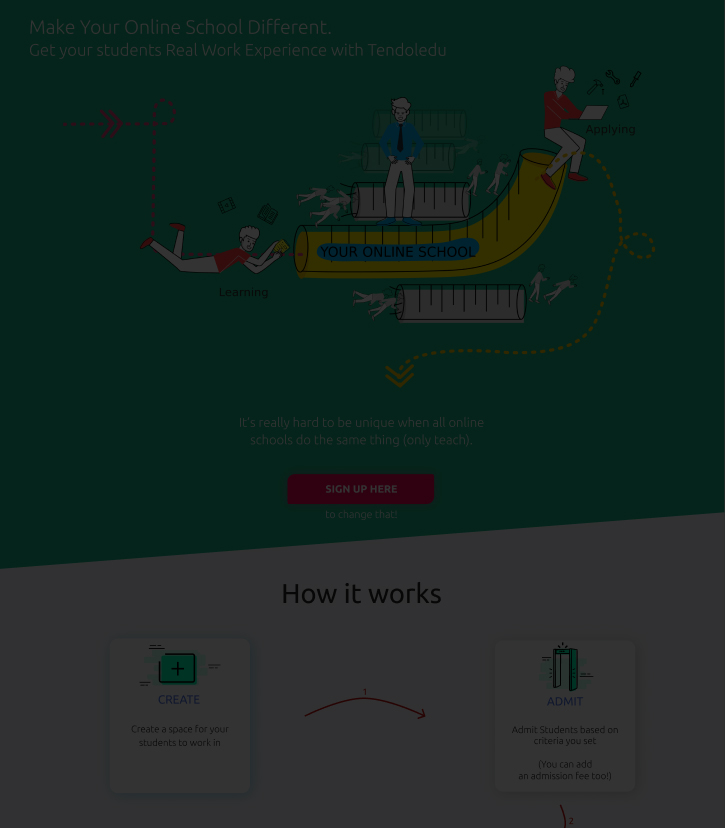 Make Your Online School Different.
Get your students Real Work Experience with Tendoledu
Applying
YOUR ONLINE SCHOOL
Learning
It's really hard to be unique when all online
schools do the same thing (only teach).
SIGN UP HERE
to change that!
How it works
CREATE
Create a space for your
students to work in
1
ADMIT
Admit Students based on
criteria you set
(You can add
an admission fee too!)
2